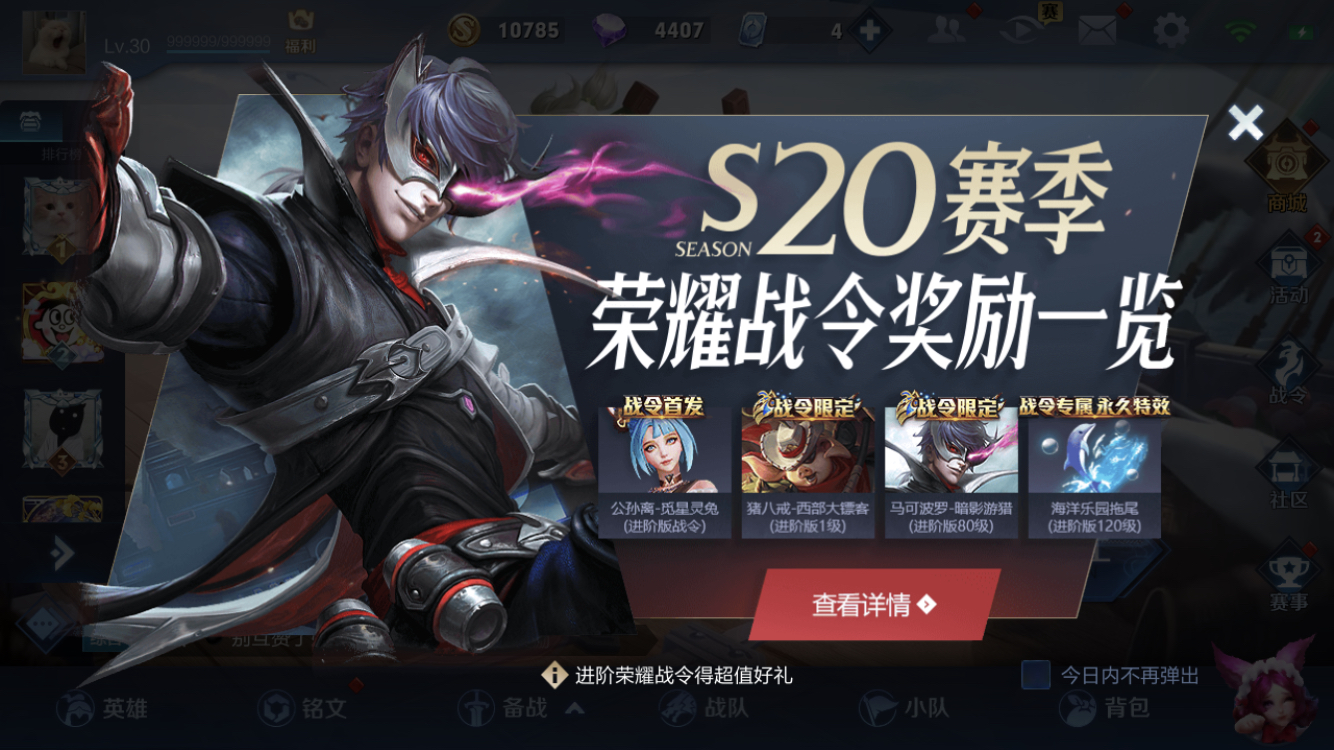 Lv.30
999999/999999
福利
10785
4407
4
赛
排行榜
1
2
3
S20赛季
SEASON
荣耀战令奖励一览
战令首发
战令限定
战令限定
战令专属 永久特效
公孙离-觅星灵兔
(进阶版战令)
猪八戒-西部大镖客
(进阶版1级)
马可波罗-暗影游猎
(进阶版80级)
海洋乐园拖尾
(进阶版120级)
查看详情
进阶荣耀战令得超值好礼
今日内不再弹出
商城
2
活动
战令
社区
赛事
英雄
铭文
备战
战队
小队
背包